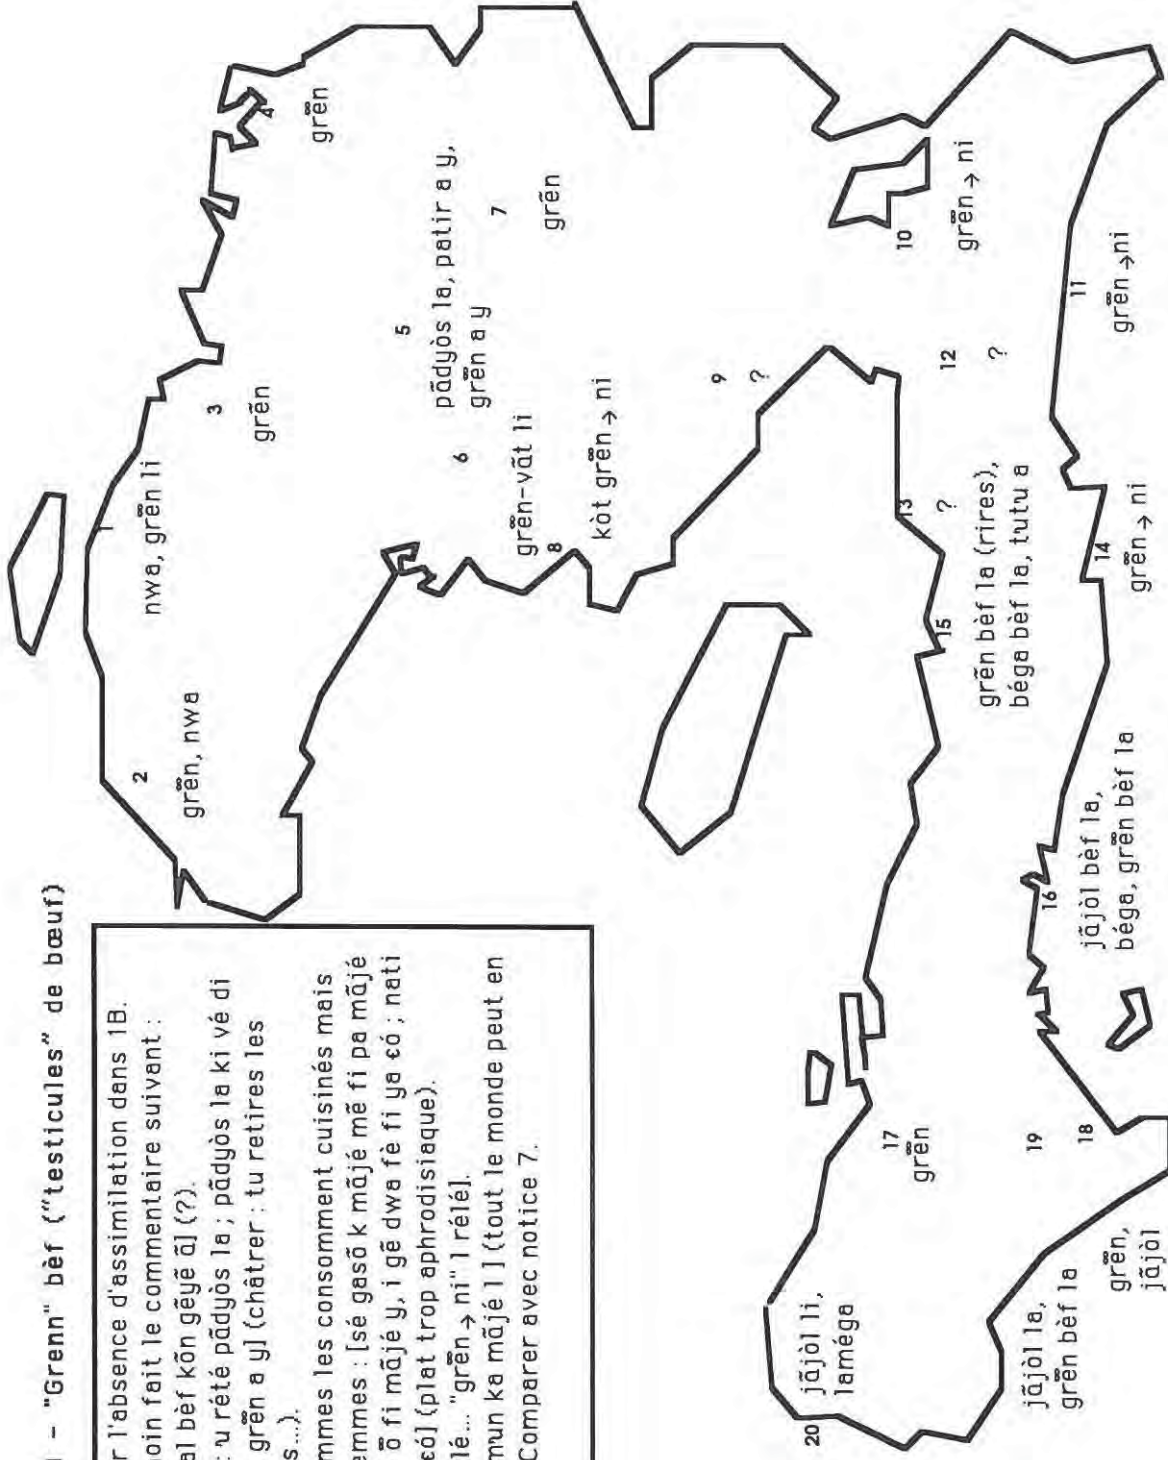 – "Grenn" bèf ("testicules" de bœuf)
r l'absence d'assimilation dans 1B.
noin fait le commentaire suivant :
al bèf kõn gẽyẽ ã] (?).
u rété pãdyòs la ; pãdyòs la ki vé di
grẽn a y] (châtrer : tu retires les
s...).
mmes les consomment cuisinés mais
emmes : [sé gasõ k mãjé mẽ fi pa mãjé
õ fi mãjé y, i gẽ dwa fè fi ya ɛó ; nati
ɛó] (plat trop aphrodisiaque).
lé... "grẽn → ni" l rélé].
mun ka mãjé l ] (tout le monde peut en
Comparer avec notice 7.
1
nwa, grẽn li
2
grẽn, nwa
3
grẽn
4
grẽn
5
pãdyòs la, patir a y,
grẽn a y
6
grẽn-vãt li
7
grẽn
8
kòt grẽn → ni
9
?
10
grẽn → ni
11
grẽn → ni
12
?
13
?
14
grẽn → ni
15
grẽn bèf la (rires),
béga bèf la, tutu a
16
jãjòl bèf la,
béga, grẽn bèf la
17
grẽn
18
grẽn,
jãjòl
19
jãjòl la,
grẽn bèf la
20
jãjòl li,
laméga